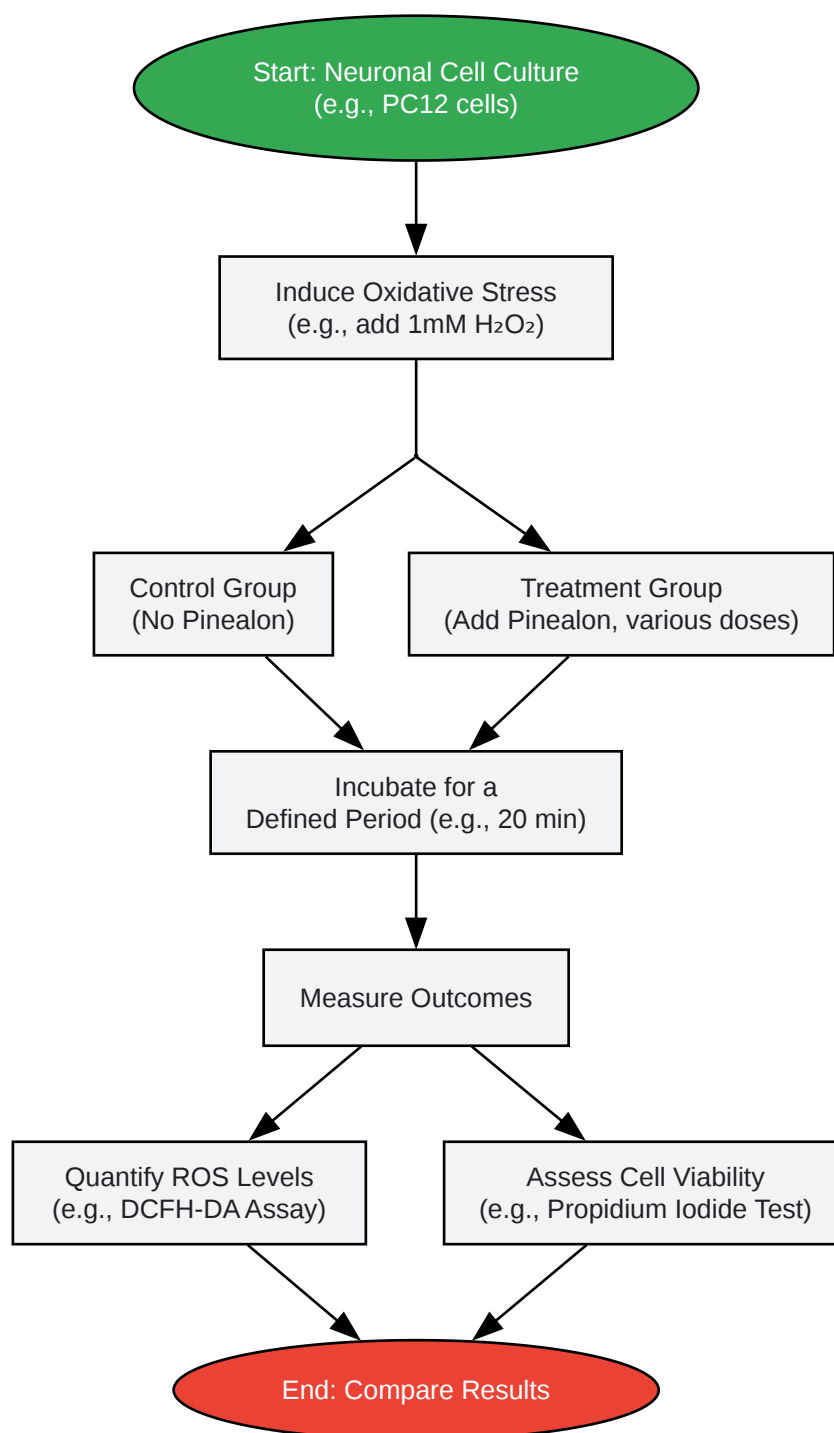 Start: Neuronal Cell Culture
(e.g., PC12 cells)
Induce Oxidative Stress
(e.g., add 1mM H₂O₂)
Control Group
(No Pinealon)
Treatment Group
(Add Pinealon, various doses)
Incubate for a
Defined Period (e.g., 20 min)
Measure Outcomes
Quantify ROS Levels
(e.g., DCFH-DA Assay)
Assess Cell Viability
(e.g., Propidium Iodide Test)
End: Compare Results